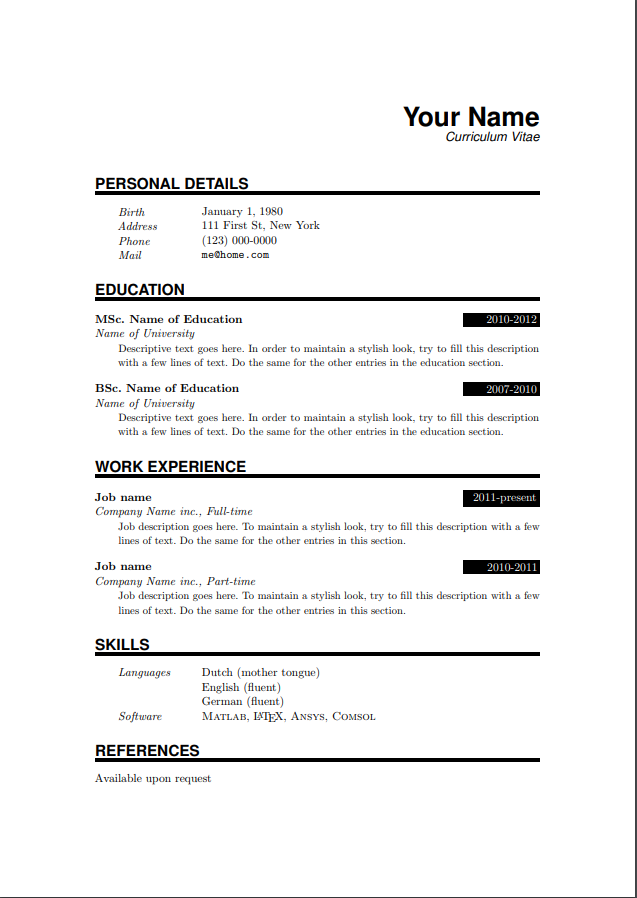 Your Name
Curriculum Vitae
PERSONAL DETAILS
Birth January 1, 1980
Address 111 First St, New York
Phone (123) 000-0000
Mail me@home.com
EDUCATION
MSc. Name of Education 2010-2012
Name of University
Descriptive text goes here. In order to maintain a stylish look, try to fill this description
with a few lines of text. Do the same for the other entries in the education section.
BSc. Name of Education 2007-2010
Name of University
Descriptive text goes here. In order to maintain a stylish look, try to fill this description
with a few lines of text. Do the same for the other entries in the education section.
WORK EXPERIENCE
Job name 2011-present
Company Name inc., Full-time
Job description goes here. To maintain a stylish look, try to fill this description with a few
lines of text. Do the same for the other entries in this section.
Job name 2010-2011
Company Name inc., Part-time
Job description goes here. To maintain a stylish look, try to fill this description with a few
lines of text. Do the same for the other entries in this section.
SKILLS
Languages Dutch (mother tongue)
English (fluent)
German (fluent)
Software MATLAB, LATEX, ANSYS, COMSOL
REFERENCES
Available upon request